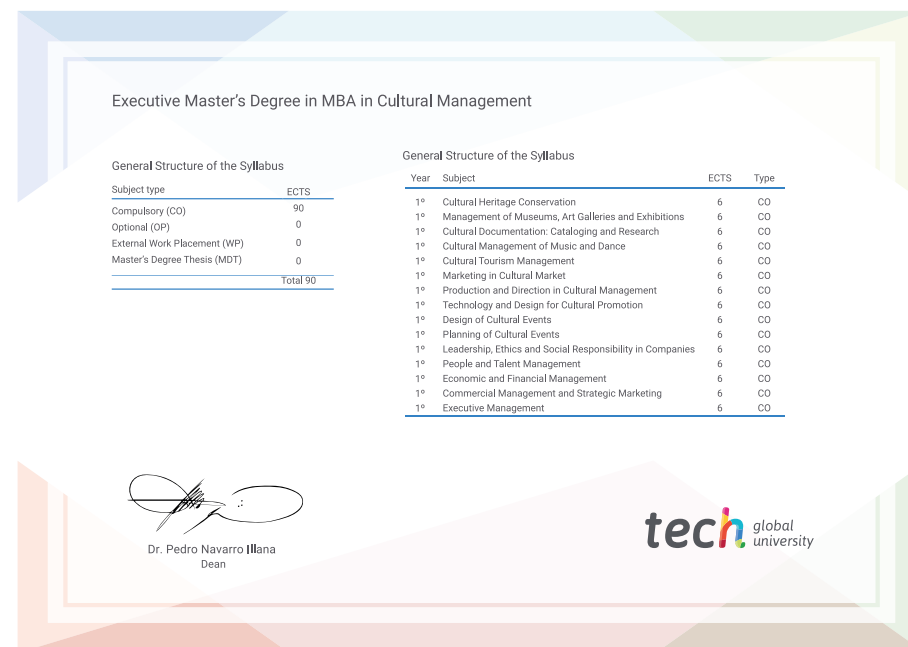 Executive Master's Degree in MBA in Cultural Management
General Structure of the Syllabus
Subject type ECTS
Compulsory (CO) 90
Optional (OP) 0
External Work Placement (WP) 0
Master's Degree Thesis (MDT) 0
Total 90
General Structure of the Syllabus
Year Subject ECTS Type
1º Cultural Heritage Conservation 6 CO
1º Management of Museums, Art Galleries and Exhibitions 6 CO
1º Cultural Documentation: Cataloging and Research 6 CO
1º Cultural Management of Music and Dance 6 CO
1º Cultural Tourism Management 6 CO
1º Marketing in Cultural Market 6 CO
1º Production and Direction in Cultural Management 6 CO
1º Technology and Design for Cultural Promotion 6 CO
1º Design of Cultural Events 6 CO
1º Planning of Cultural Events 6 CO
1º Leadership, Ethics and Social Responsibility in Companies 6 CO
1º People and Talent Management 6 CO
1º Economic and Financial Management 6 CO
1º Commercial Management and Strategic Marketing 6 CO
1º Executive Management 6 CO
Dr. Pedro Navarro Illana
Dean
tech global
university